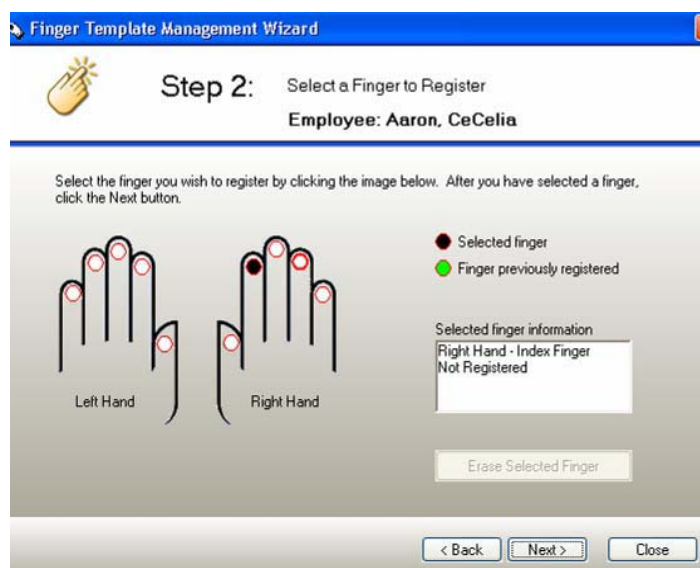 Finger Template Management Wizard
Step 2:
Select a Finger to Register
Employee: Aaron, CeCelia
Select the finger you wish to register by clicking the image below. After you have selected a finger,
click the Next button.
Selected finger
Finger previously registered
Selected finger information
Right Hand - Index Finger
Not Registered
Left Hand
Right Hand
Erase Selected Finger
< Back
Next >
Close